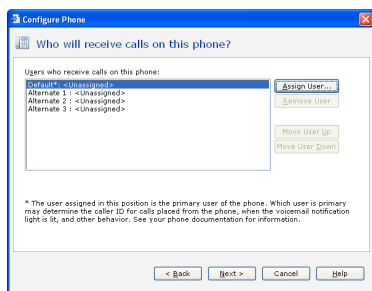 Configure Phone
Who will receive calls on this phone?
Users who receive calls on this phone:
Default*: <Unassigned>
Alternate 1 : <Unassigned>
Alternate 2 : <Unassigned>
Alternate 3 : <Unassigned>
Assign User...
Remove User
Move User Up
Move User Down
* The user assigned in this position is the primary user of the phone. Which user is primary
may determine the caller ID for calls placed from the phone, when the voicemail notification
light is lit, and other behavior. See your phone documentation for information.
< Back
Next >
Cancel
Help